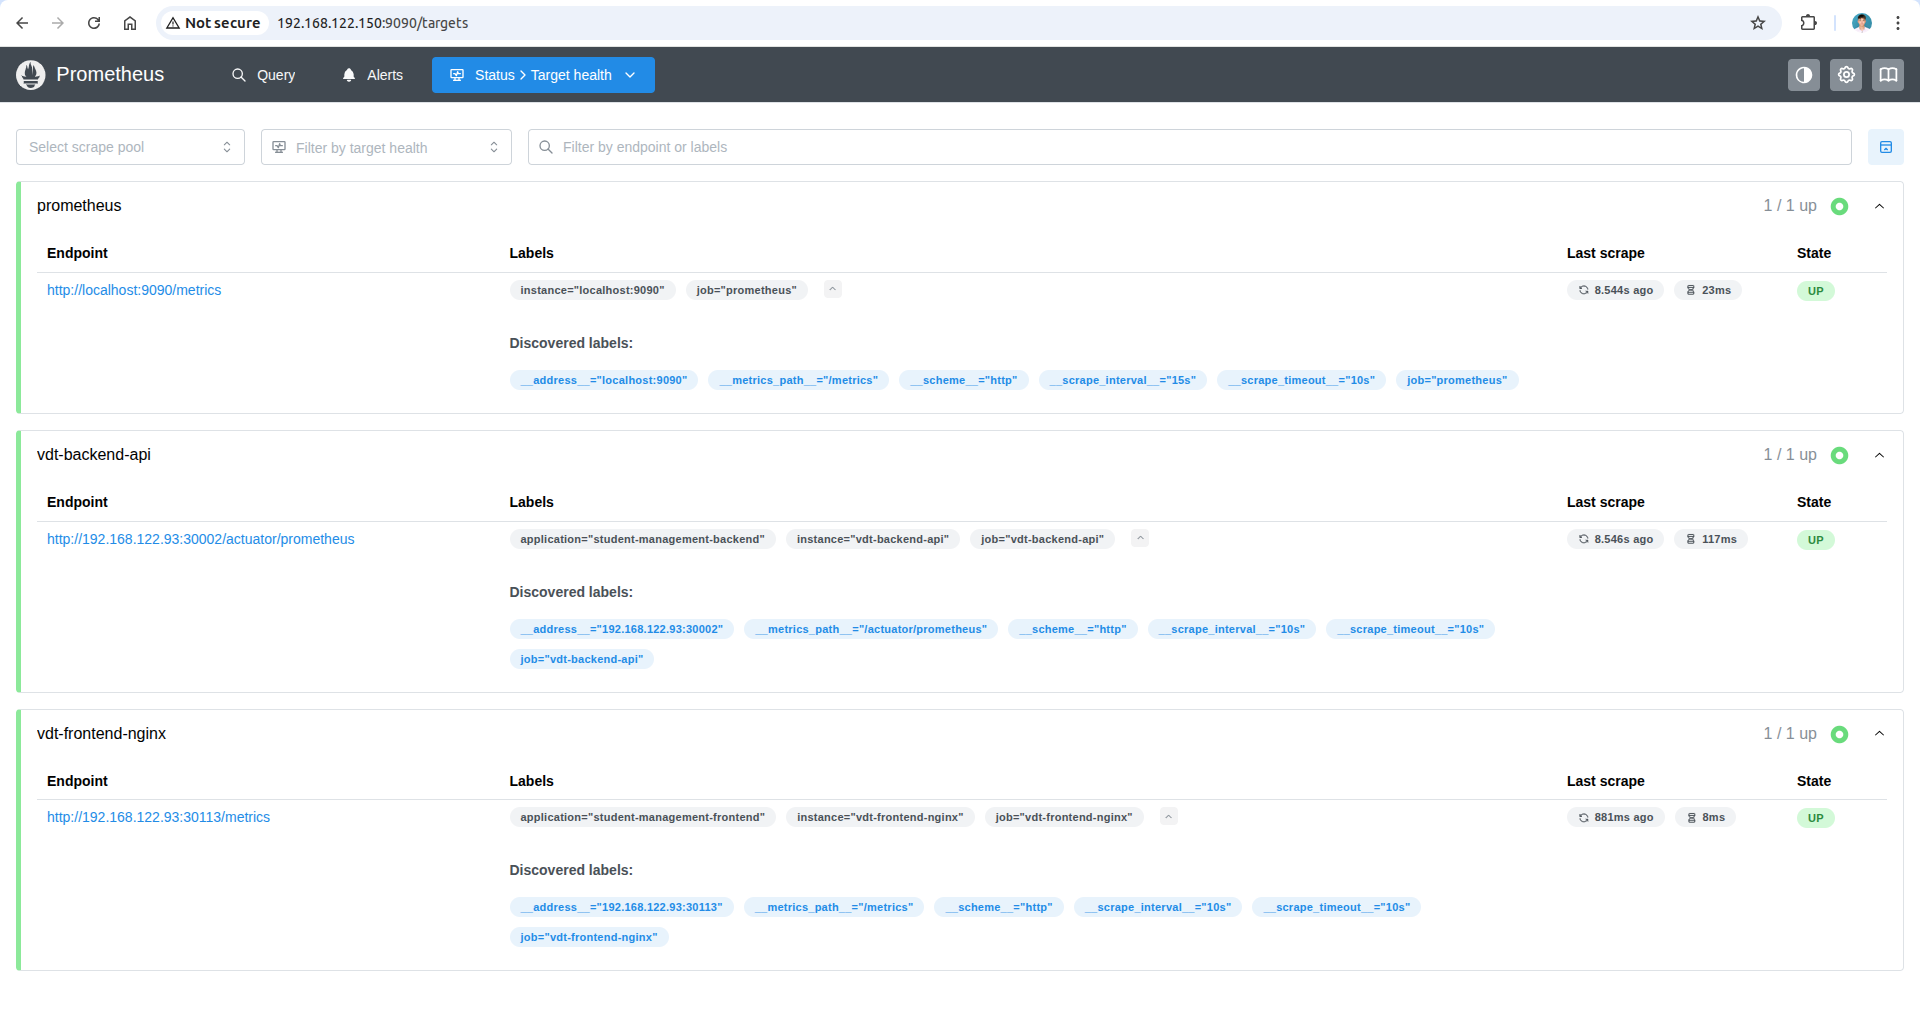 Not secure 192.168.122.150:9090/targets
Prometheus Query Alerts Status > Target health
Select scrape pool Filter by target health Filter by endpoint or labels
prometheus 1 / 1 up
Endpoint Labels Last scrape State
http://localhost:9090/metrics instance="localhost:9090" job="prometheus" 8.544s ago 23ms UP
Discovered labels:
__address__="localhost:9090" __metrics_path__="/metrics" __scheme__="http" __scrape_interval__="15s" __scrape_timeout__="10s" job="prometheus"
vdt-backend-api 1 / 1 up
Endpoint Labels Last scrape State
http://192.168.122.93:30002/actuator/prometheus application="student-management-backend" instance="vdt-backend-api" job="vdt-backend-api" 8.546s ago 117ms UP
Discovered labels:
__address__="192.168.122.93:30002" __metrics_path__="/actuator/prometheus" __scheme__="http" __scrape_interval__="10s" __scrape_timeout__="10s"
job="vdt-backend-api"
vdt-frontend-nginx 1 / 1 up
Endpoint Labels Last scrape State
http://192.168.122.93:30113/metrics application="student-management-frontend" instance="vdt-frontend-nginx" job="vdt-frontend-nginx" 881ms ago 8ms UP
Discovered labels:
__address__="192.168.122.93:30113" __metrics_path__="/metrics" __scheme__="http" __scrape_interval__="10s" __scrape_timeout__="10s"
job="vdt-frontend-nginx"